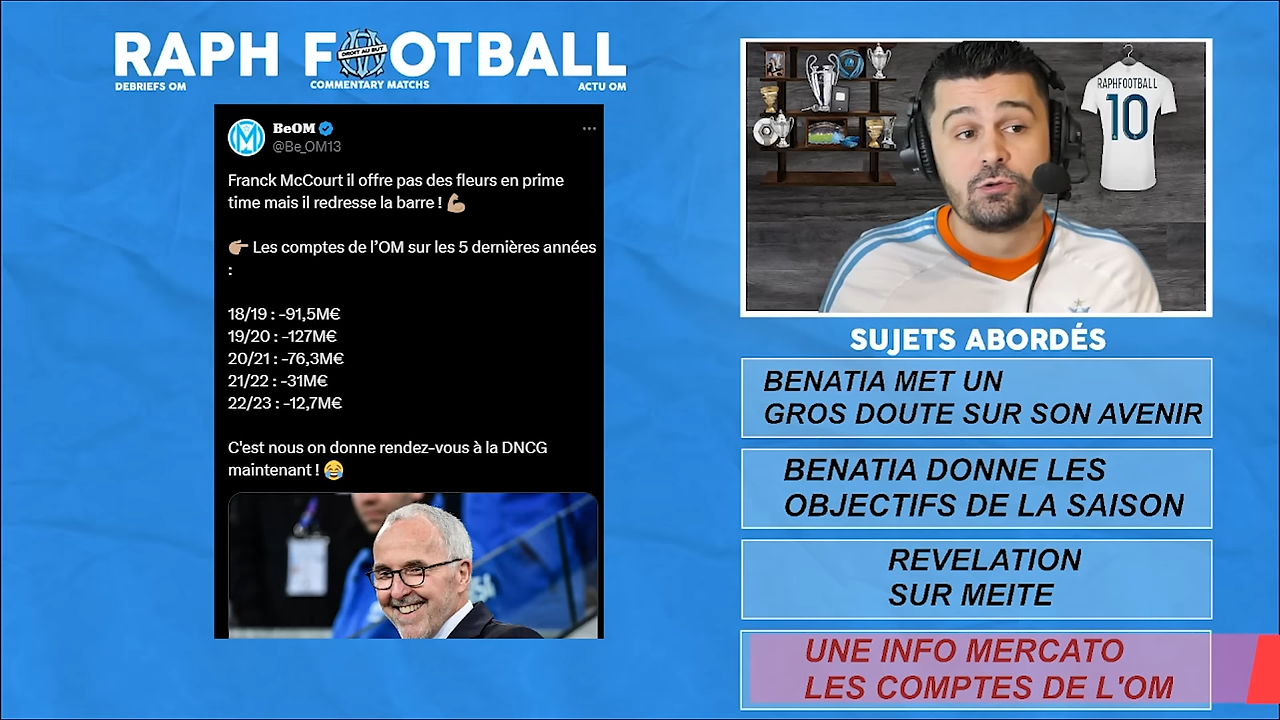 RAPH FOOTBALL
DROIT AU BUT
DEBRIEFS OM
COMMENTARY MATCHS
ACTU OM
BeOM
@Be_OM13
Franck McCourt il offre pas des fleurs en prime
time mais il redresse la barre ! 💪🏼
👉🏼 Les comptes de l’OM sur les 5 dernières années
:
18/19 : -91,5M€
19/20 : -127M€
20/21 : -76,3M€
21/22 : -31M€
22/23 : -12,7M€
C'est nous on donne rendez-vous à la DNCG
maintenant ! 😂
RAPHFOOTBALL
10
SUJETS ABORDÉS
BENATIA MET UN
GROS DOUTE SUR SON AVENIR
BENATIA DONNE LES
OBJECTIFS DE LA SAISON
REVELATION
SUR MEITE
UNE INFO MERCATO
LES COMPTES DE L'OM